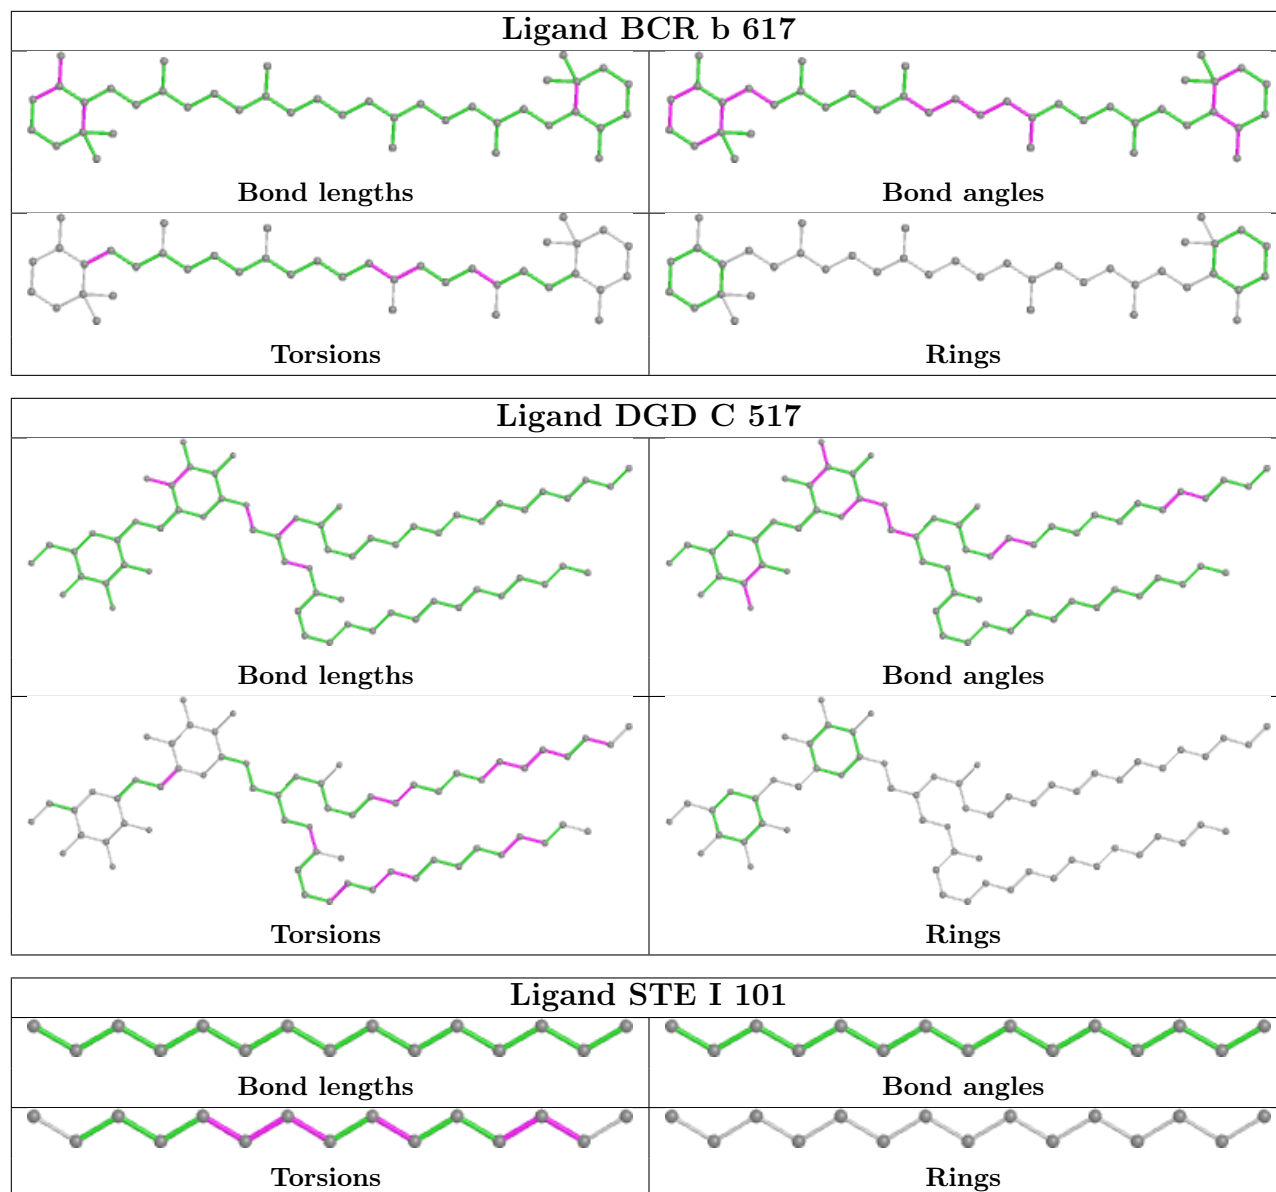 Ligand BCR b 617
Bond lengths
Bond angles
Torsions
Rings
Ligand DGD C 517
Bond lengths
Bond angles
Torsions
Rings
Ligand STE I 101
Bond lengths
Bond angles
Torsions
Rings